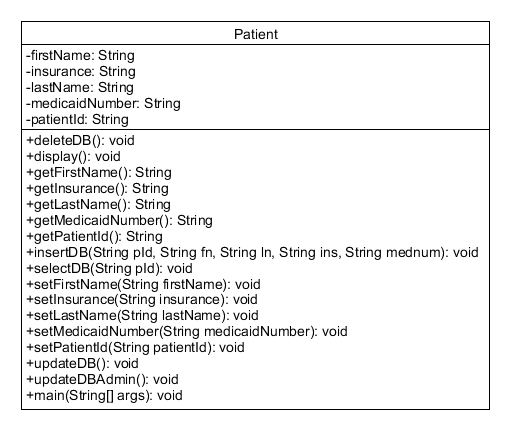 Patient
-firstName: String
-insurance: String
-lastName: String
-medicaidNumber: String
-patientId: String
+deleteDB(): void
+display(): void
+getFirstName(): String
+getInsurance(): String
+getLastName(): String
+getMedicaidNumber(): String
+getPatientId(): String
+insertDB(String pId, String fn, String ln, String ins, String mednum): void
+selectDB(String pId): void
+setFirstName(String firstName): void
+setInsurance(String insurance): void
+setLastName(String lastName): void
+setMedicaidNumber(String medicaidNumber): void
+setPatientId(String patientId): void
+updateDB(): void
+updateDBAdmin(): void
+main(String[] args): void